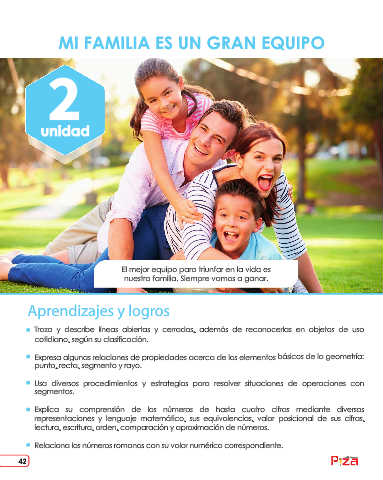 MI FAMILIA ES UN GRAN EQUIPO
2
unidad
El mejor equipo para triunfar en la vida es
nuestra familia. Siempre vamos a ganar.
Aprendizajes y logros
Traza y describe líneas abiertas y cerradas, además de reconocerlas en objetos de uso
cotidiano, según su clasificación.
Expresa algunas relaciones de propiedades acerca de los elementos básicos de la geometría:
punto, recta, segmento y rayo.
Usa diversos procedimientos y estrategias para resolver situaciones de operaciones con
segmentos.
Explica su comprensión de los números de hasta cuatro cifras mediante diversas
representaciones y lenguaje matemático, sus equivalencias, valor posicional de sus cifras,
lectura, escritura, orden, comparación y aproximación de números.
Relaciona los números romanos con su valor numérico correspondiente.
42